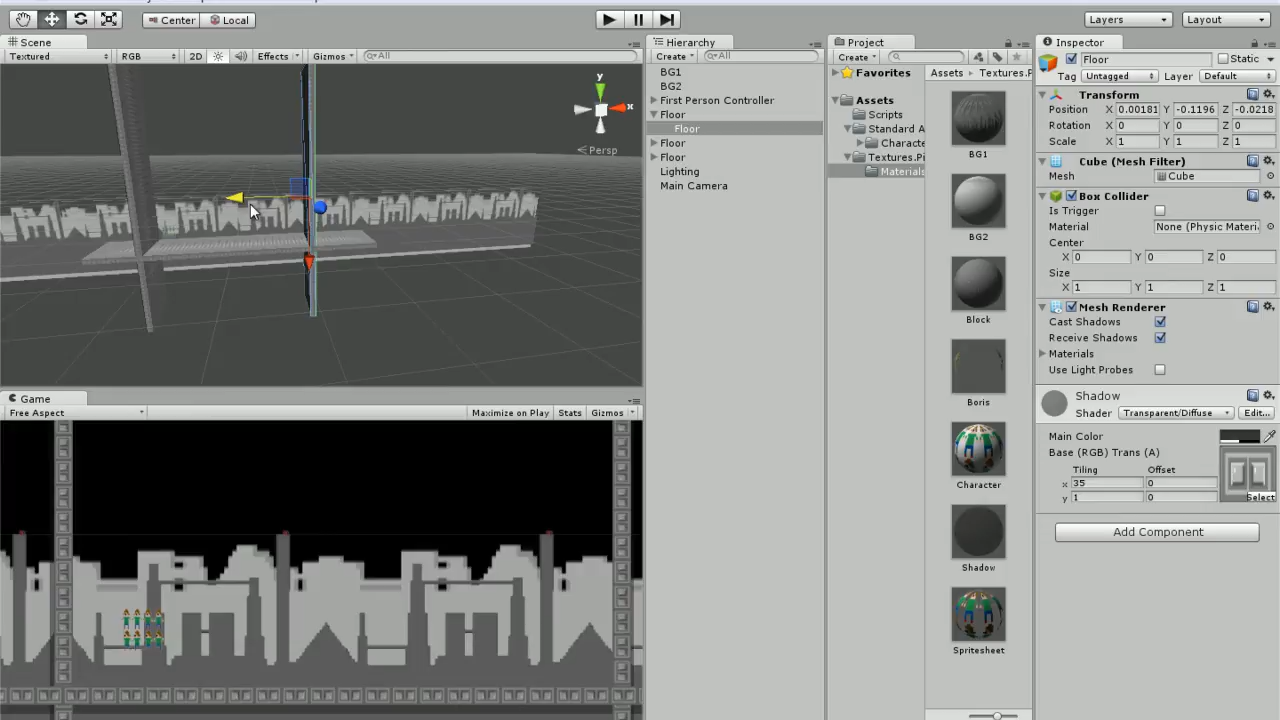 Center
Local
Layers
Layout
Scene
Textured
RGB
2D
Effects
Gizmos
All
y
x
Persp
Game
Free Aspect
Maximize on Play
Stats
Gizmos
Hierarchy
Create
All
BG1
BG2
First Person Controller
Floor
Floor
Floor
Floor
Lighting
Main Camera
Project
Create
Favorites
Assets
Scripts
Standard A
Characte
Textures.Pi
Materials
Assets
Textures.P
BG1
BG2
Block
Boris
Character
Shadow
Spritesheet
Inspector
Floor
Static
Tag Untagged Layer Default
Transform
Position X 0.00181 Y -0.1196 Z -0.0218
Rotation X 0 Y 0 Z 0
Scale X 1 Y 1 Z 1
Cube (Mesh Filter)
Mesh Cube
Box Collider
Is Trigger
Material None (Physic Materi
Center
X 0 Y 0 Z 0
Size
X 1 Y 1 Z 1
Mesh Renderer
Cast Shadows
Receive Shadows
Materials
Use Light Probes
Shadow
Shader Transparent/Diffuse Edit...
Main Color
Base (RGB) Trans (A)
Tiling Offset
x 35 0
y 1 0
Select
Add Component